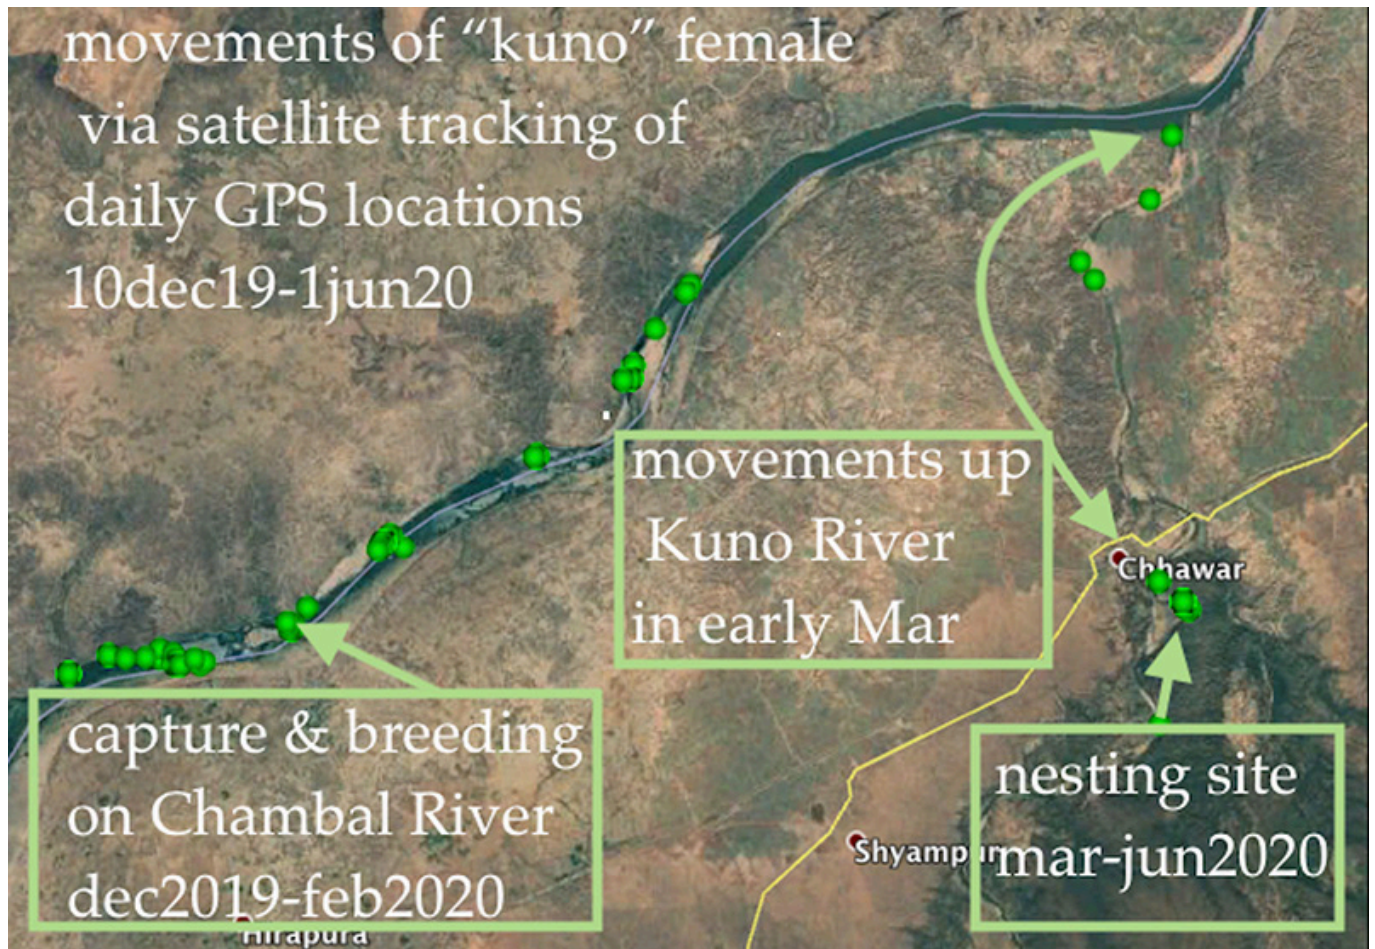 movements of “kuno” female
via satellite tracking of
daily GPS locations
10dec19-1jun20
movements up
Kuno River
in early Mar
Chhawar
capture & breeding
on Chambal River
dec2019-feb2020
nesting site
mar-jun2020
Shyampur
Hirapura